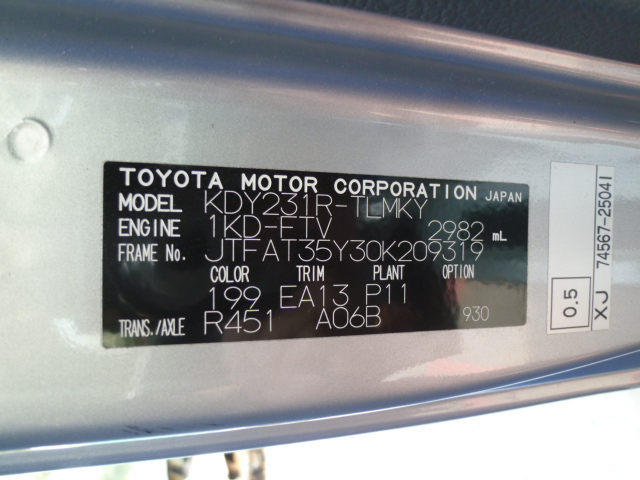 TOYOTA MOTOR CORPORATION JAPAN
MODEL KDY231R-TLMKY
ENGINE 1KD-FTV 2982 mL
FRAME No. JTFAT35Y30K209319
COLOR TRIM PLANT OPTION
199 EA13 P11
TRANS./AXLE R451 A06B 930
0.5
XJ 74567-25041